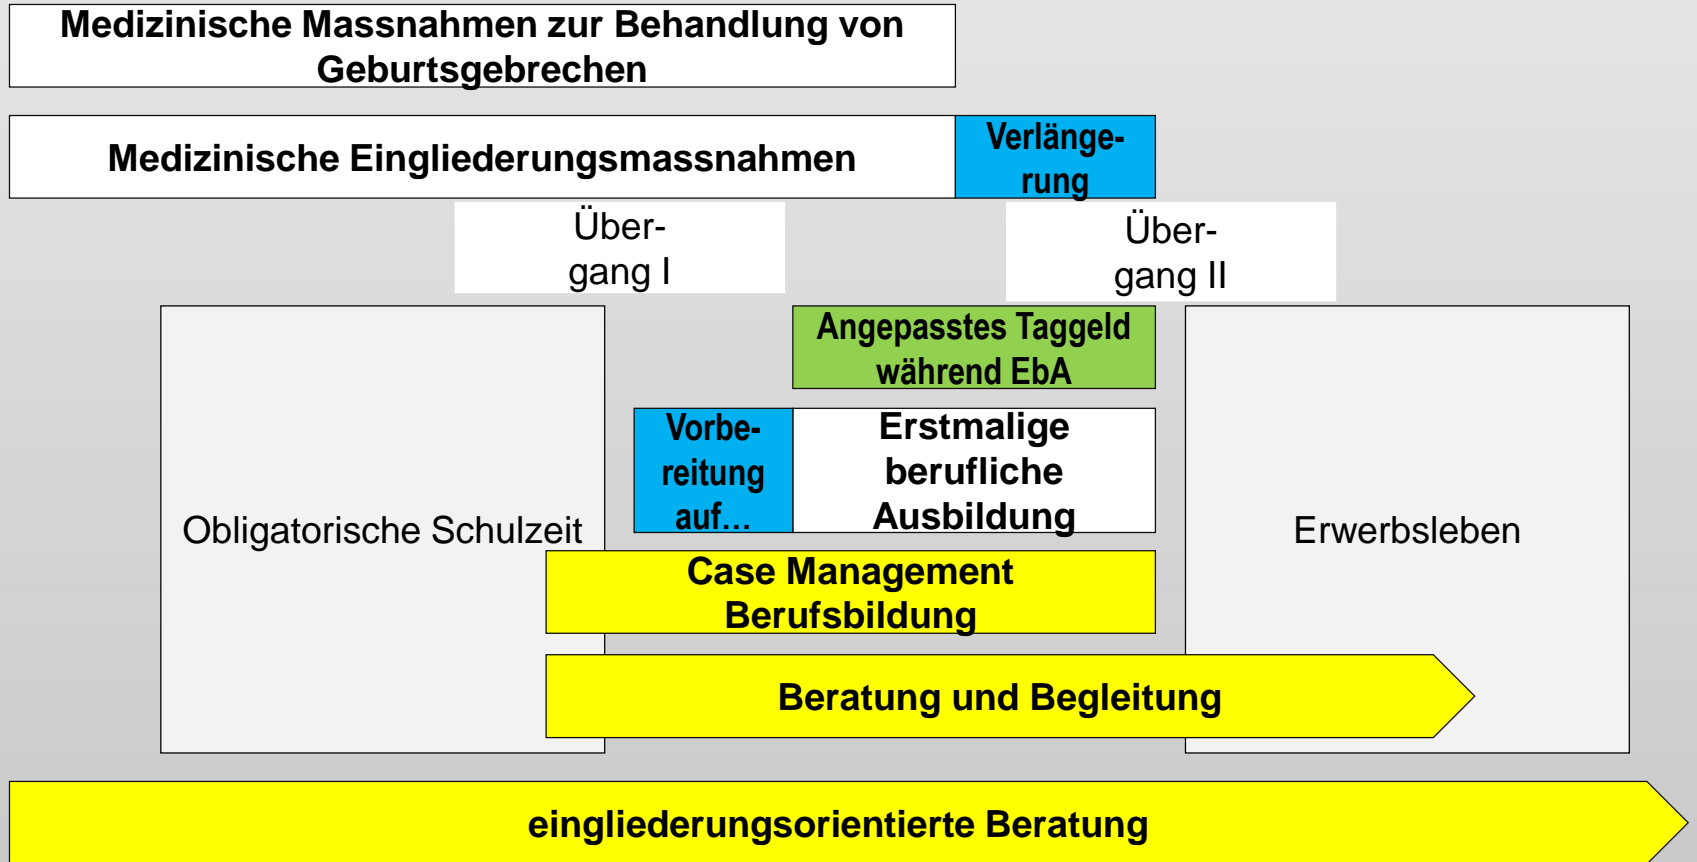 Medizinische Massnahmen zur Behandlung von
Geburtsgebrechen
Medizinische Eingliederungsmassnahmen
Verlänge-
rung
Über-
gang I
Über-
gang II
Angepasstes Taggeld
während EbA
Vorbe-
reitung
auf…
Erstmalige
berufliche
Ausbildung
Obligatorische Schulzeit
Erwerbsleben
Case Management
Berufsbildung
Beratung und Begleitung
eingliederungsorientierte Beratung